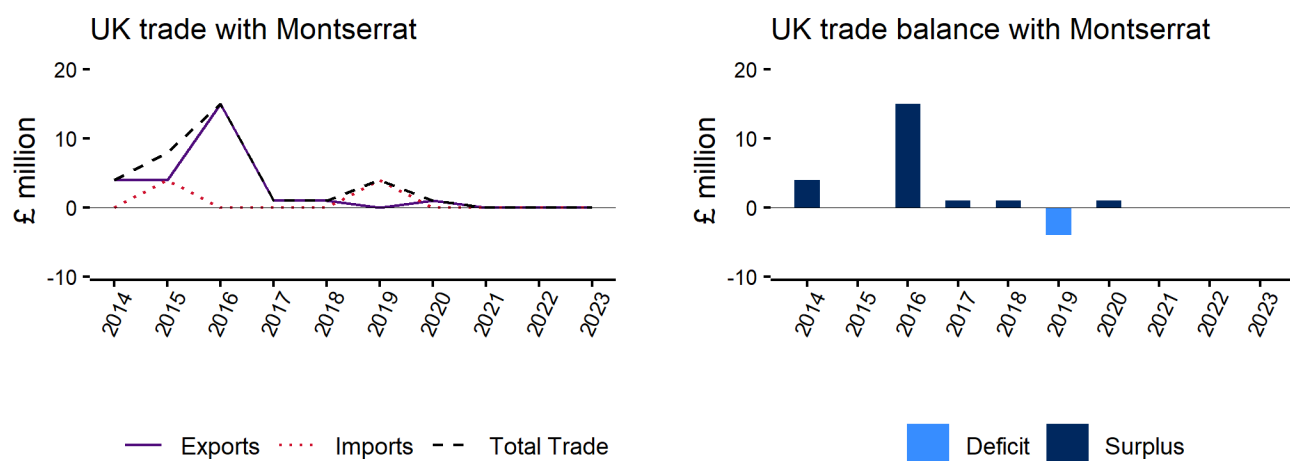 UK trade with Montserrat
£ million
20
10
0
-10
2014 2015 2016 2017 2018 2019 2020 2021 2022 2023
Exports Imports Total Trade
UK trade balance with Montserrat
£ million
20
10
0
-10
2014 2015 2016 2017 2018 2019 2020 2021 2022 2023
Deficit Surplus